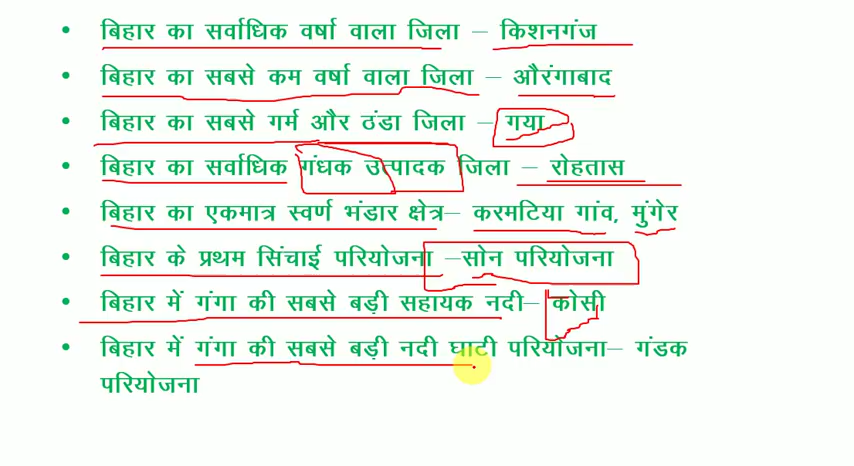 • बिहार का सर्वाधिक वर्षा वाला जिला – किशनगंज
• बिहार का सबसे कम वर्षा वाला जिला – औरंगाबाद
• बिहार का सबसे गर्म और ठंडा जिला – गया
• बिहार का सर्वाधिक गंधक उत्पादक जिला – रोहतास
• बिहार का एकमात्र स्वर्ण भंडार क्षेत्र– करमटिया गांव, मुंगेर
• बिहार के प्रथम सिंचाई परियोजना –सोन परियोजना
• बिहार में गंगा की सबसे बड़ी सहायक नदी– कोसी
• बिहार में गंगा की सबसे बड़ी नदी घाटी परियोजना– गंडक
परियोजना